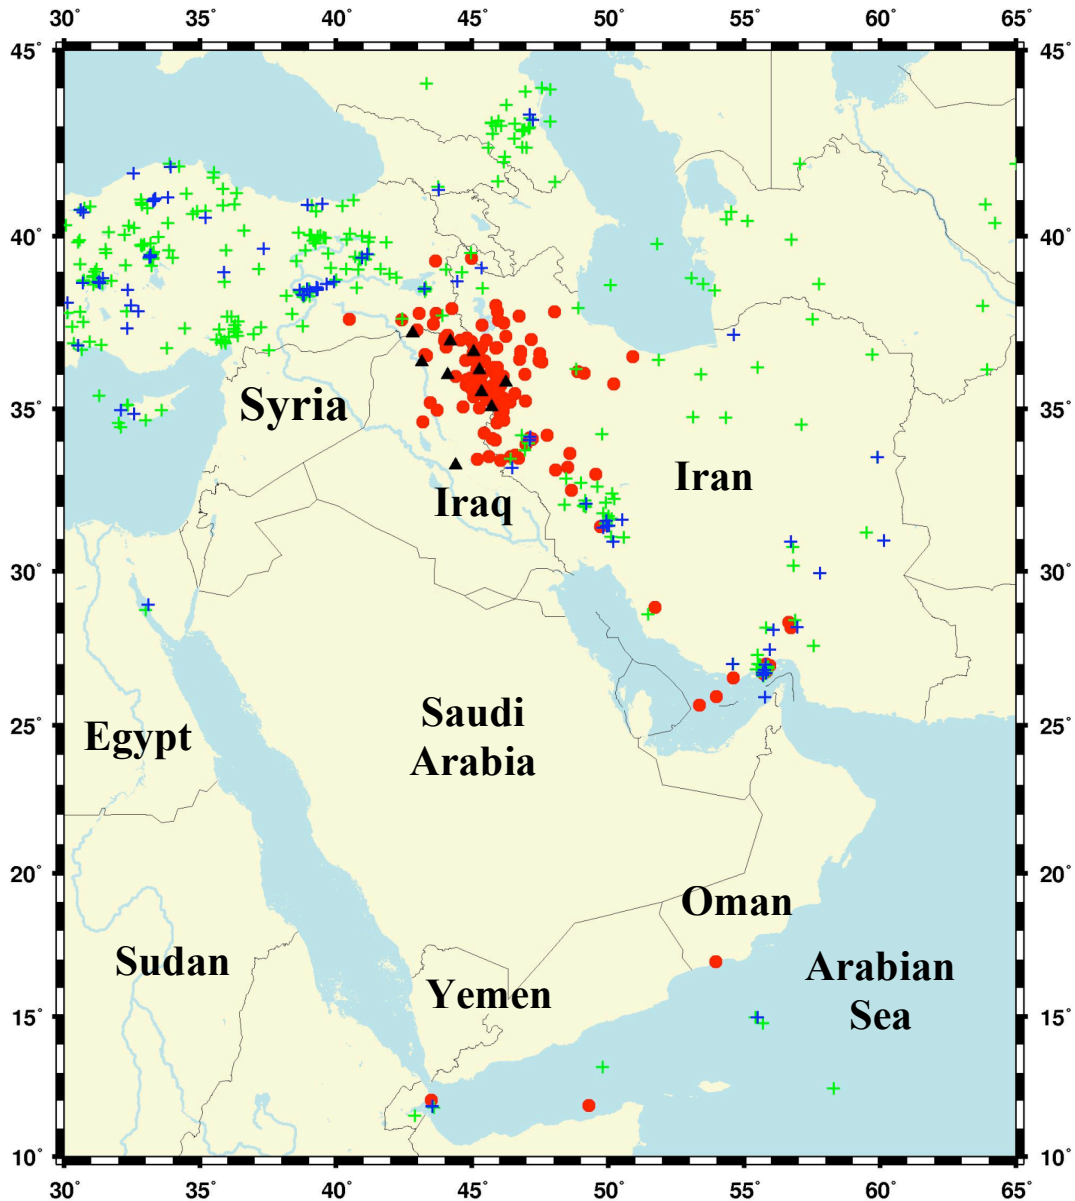 30˚ 35˚ 40˚ 45˚ 50˚ 55˚ 60˚ 65˚
45˚ 45˚
40˚ 40˚
Syria
35˚ 35˚
Iran
Iraq
30˚ 30˚
Saudi
Arabia
Egypt
25˚ 25˚
20˚ 20˚
Oman
Sudan
Arabian
Sea
Yemen
15˚ 15˚
10˚ 10˚
30˚ 35˚ 40˚ 45˚ 50˚ 55˚ 60˚ 65˚